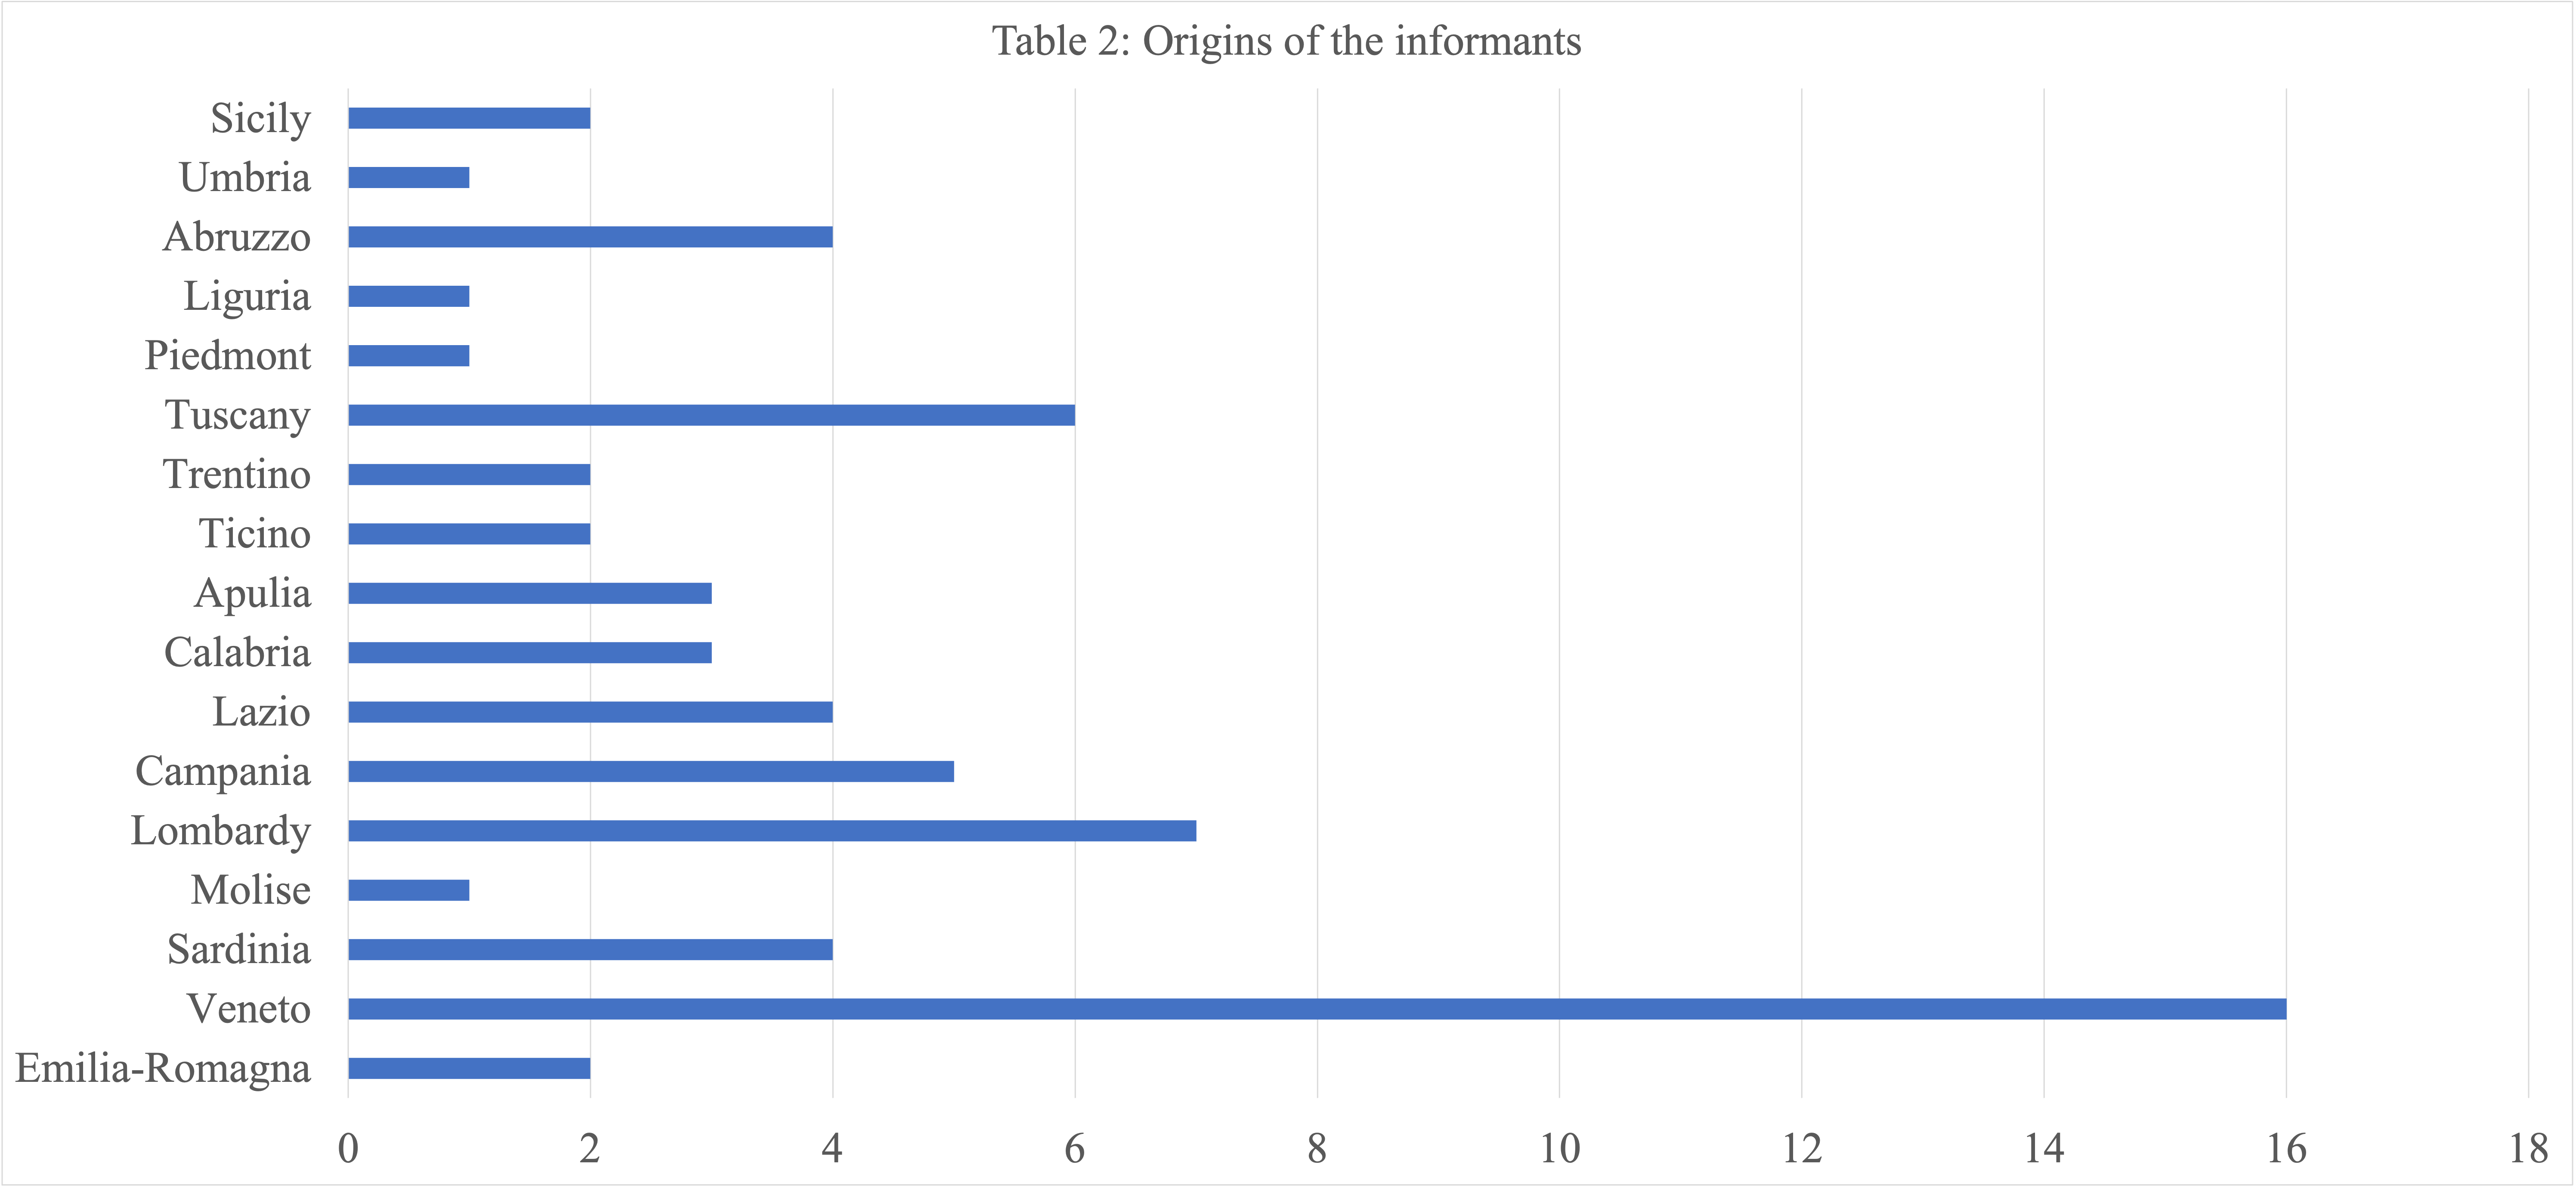 Table 2: Origins of the informants
Sicily
Umbria
Abruzzo
Liguria
Piedmont
Tuscany
Trentino
Ticino
Apulia
Calabria
Lazio
Campania
Lombardy
Molise
Sardinia
Veneto
Emilia-Romagna
0 2 4 6 8 10 12 14 16 18